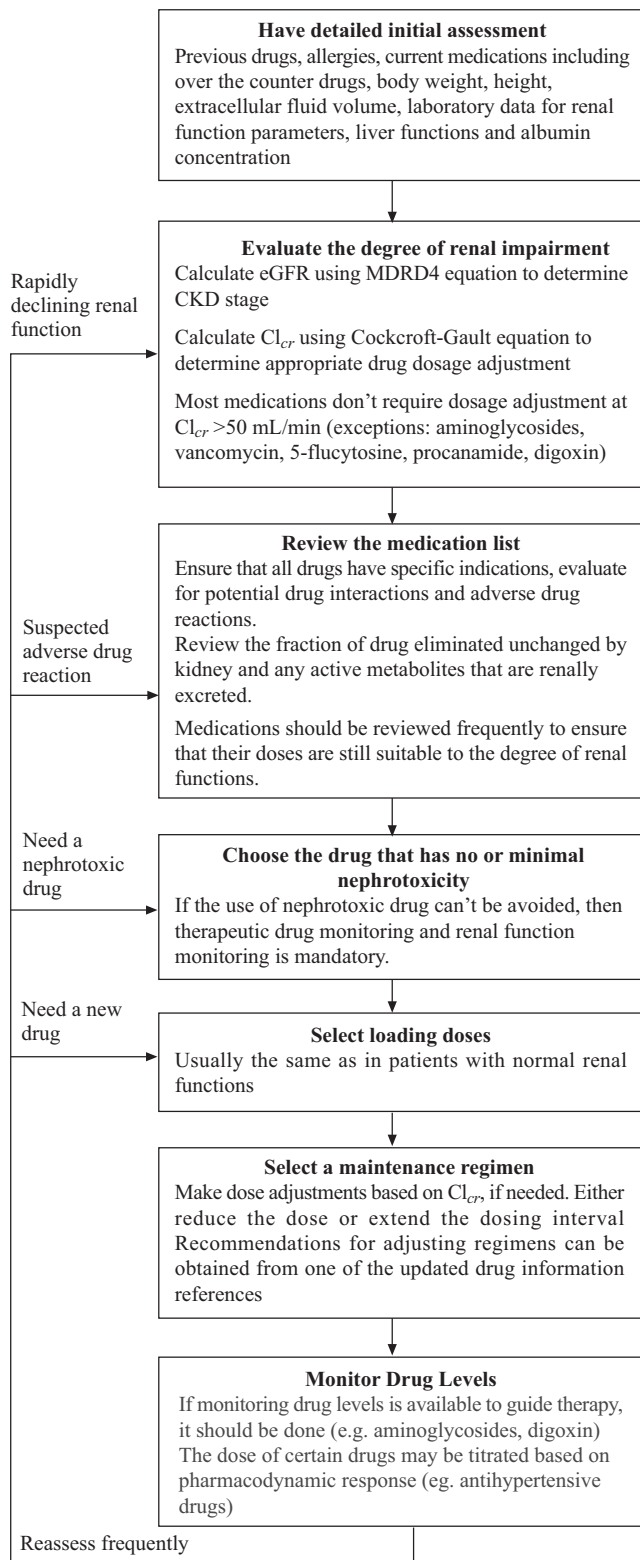 Have detailed initial assessment
Previous drugs, allergies, current medications including
over the counter drugs, body weight, height,
extracellular fluid volume, laboratory data for renal
function parameters, liver functions and albumin
concentration
Rapidly
declining renal
function
Evaluate the degree of renal impairment
Calculate eGFR using MDRD4 equation to determine
CKD stage
Calculate Clcr using Cockcroft-Gault equation to
determine appropriate drug dosage adjustment
Most medications don’t require dosage adjustment at
Clcr >50 mL/min (exceptions: aminoglycosides,
vancomycin, 5-flucytosine, procanamide, digoxin)
Suspected
adverse drug
reaction
Review the medication list
Ensure that all drugs have specific indications, evaluate
for potential drug interactions and adverse drug
reactions.
Review the fraction of drug eliminated unchanged by
kidney and any active metabolites that are renally
excreted.
Medications should be reviewed frequently to ensure
that their doses are still suitable to the degree of renal
functions.
Need a
nephrotoxic
drug
Choose the drug that has no or minimal
nephrotoxicity
If the use of nephrotoxic drug can’t be avoided, then
therapeutic drug monitoring and renal function
monitoring is mandatory.
Need a new
drug
Select loading doses
Usually the same as in patients with normal renal
functions
Select a maintenance regimen
Make dose adjustments based on Clcr, if needed. Either
reduce the dose or extend the dosing interval
Recommendations for adjusting regimens can be
obtained from one of the updated drug information
references
Monitor Drug Levels
If monitoring drug levels is available to guide therapy,
it should be done (e.g. aminoglycosides, digoxin)
The dose of certain drugs may be titrated based on
pharmacodynamic response (eg. antihypertensive
drugs)
Reassess frequently